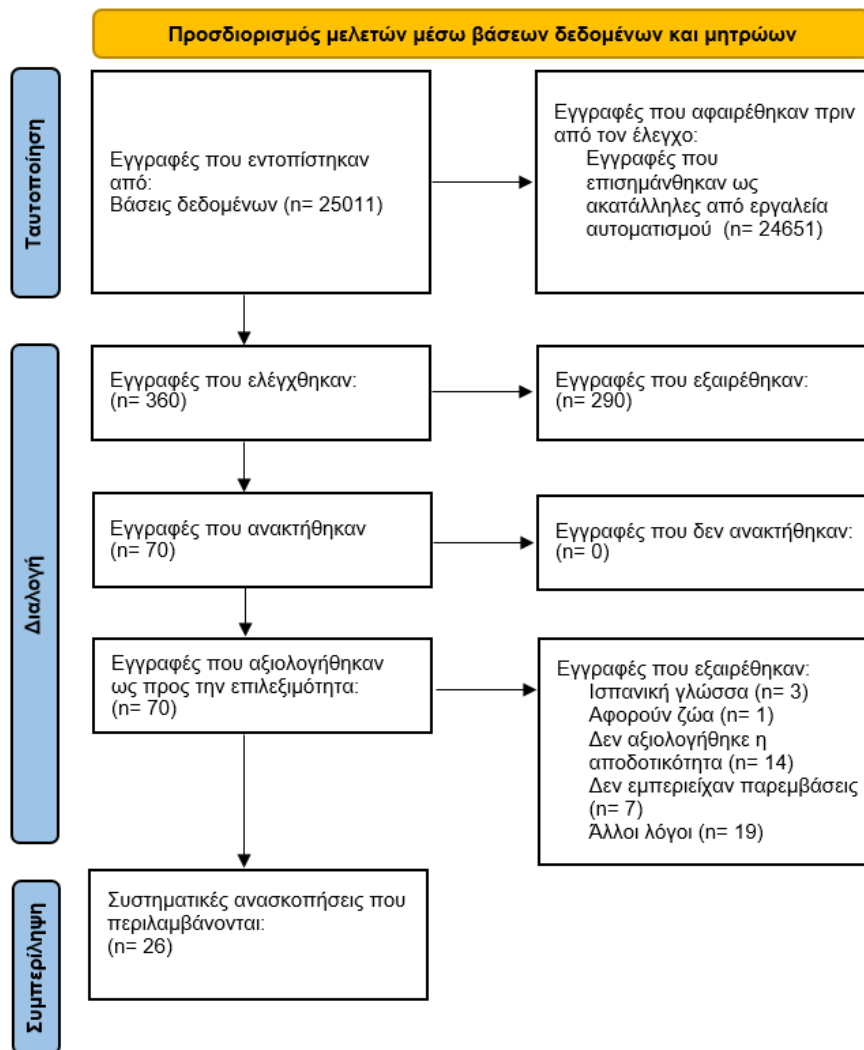 Προσδιορισμός μελετών μέσω βάσεων δεδομένων και μητρώων
Ταυτοποίηση
Εγγραφές που εντοπίστηκαν
από:
Βάσεις δεδομένων (n= 25011)
Εγγραφές που αφαιρέθηκαν πριν
από τον έλεγχο:
Εγγραφές που
επισημάνθηκαν ως
ακατάλληλες από εργαλεία
αυτοματισμού (n= 24651)
Διαλογή
Εγγραφές που ελέγχθηκαν:
(n= 360)
Εγγραφές που εξαιρέθηκαν:
(n= 290)
Εγγραφές που ανακτήθηκαν
(n= 70)
Εγγραφές που δεν ανακτήθηκαν:
(n= 0)
Εγγραφές που αξιολογήθηκαν
ως προς την επιλεξιμότητα:
(n= 70)
Εγγραφές που εξαιρέθηκαν:
Ισπανική γλώσσα (n= 3)
Αφορούν ζώα (n= 1)
Δεν αξιολογήθηκε η
αποδοτικότητα (n= 14)
Δεν εμπεριείχαν παρεμβάσεις
(n= 7)
Άλλοι λόγοι (n= 19)
Συμπερίληψη
Συστηματικές ανασκοπήσεις που
περιλαμβάνονται:
(n= 26)